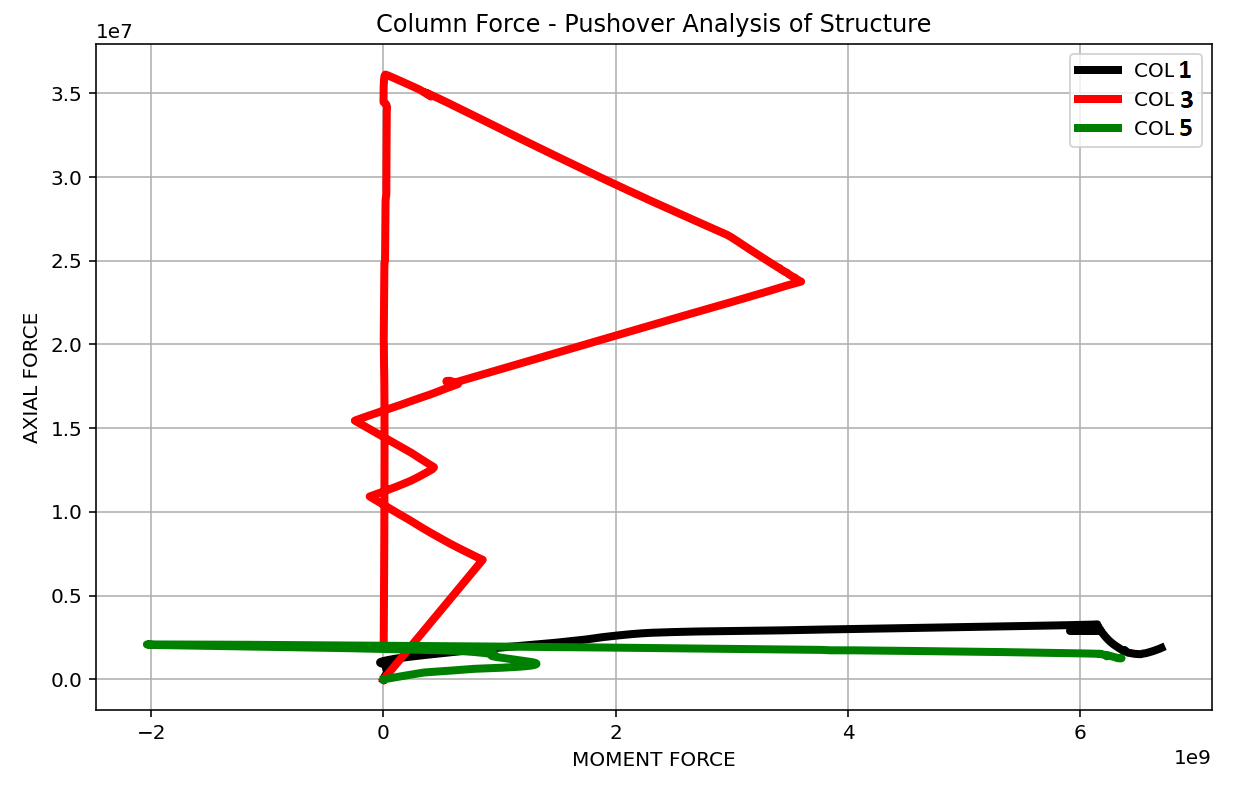 Column Force - Pushover Analysis of Structure
1e7
COL 1
COL 3
COL 5
3.5
3.0
2.5
2.0
1.5
1.0
0.5
0.0
AXIAL FORCE
−2
0
2
4
6
MOMENT FORCE
1e9